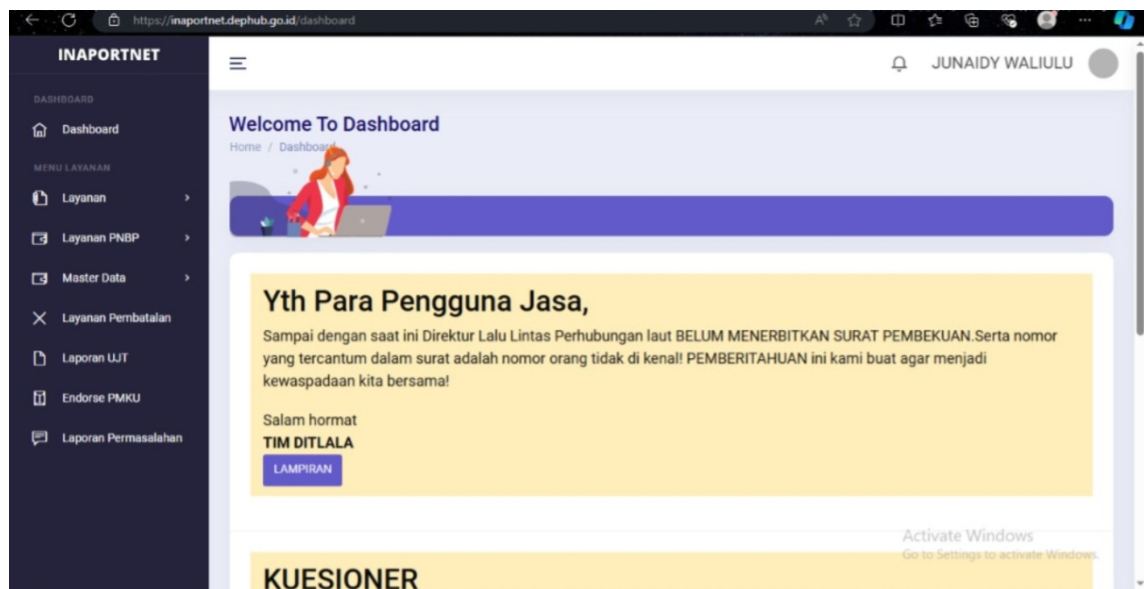 https://inaportnet.dephub.go.id/dashboard
INAPORTNET
JUNAIDY WALIULU
DASHBOARD
Dashboard
MENU LAYANAN
Layanan
Layanan PNBP
Master Data
Layanan Pembatalan
Laporan UJT
Endorse PMKU
Laporan Permasalahan
Welcome To Dashboard
Home / Dashboard
Yth Para Pengguna Jasa,
Sampai dengan saat ini Direktur Lalu Lintas Perhubungan laut BELUM MENERBITKAN SURAT PEMBEKUAN.Serta nomor
yang tercantum dalam surat adalah nomor orang tidak di kenal! PEMBERITAHUAN ini kami buat agar menjadi
kewaspadaan kita bersama!
Salam hormat
TIM DITLALA
LAMPIRAN
Activate Windows
Go to Settings to activate Windows.
KUESIONER